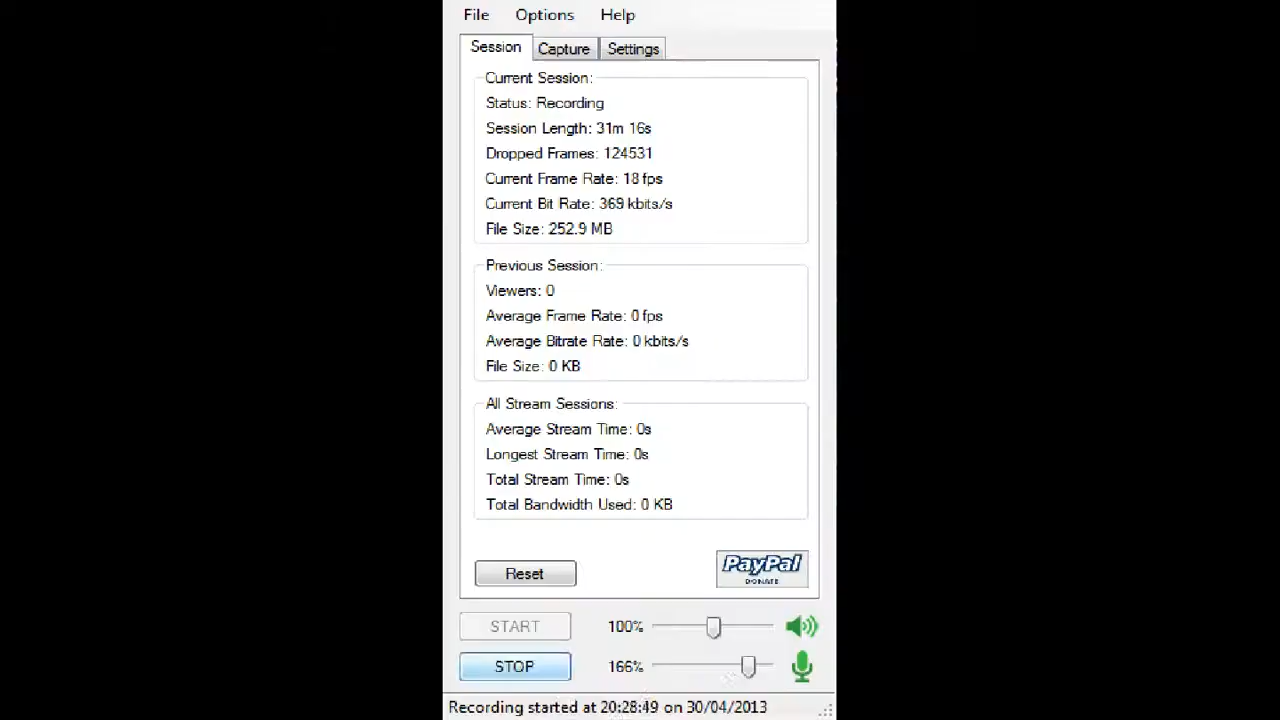 File Options Help
Session Capture Settings
Current Session:
Status: Recording
Session Length: 31m 16s
Dropped Frames: 124531
Current Frame Rate: 18 fps
Current Bit Rate: 369 kbits/s
File Size: 252.9 MB
Previous Session:
Viewers: 0
Average Frame Rate: 0 fps
Average Bitrate Rate: 0 kbits/s
File Size: 0 KB
All Stream Sessions:
Average Stream Time: 0s
Longest Stream Time: 0s
Total Stream Time: 0s
Total Bandwidth Used: 0 KB
Reset
PayPal
DONATE
START 100%
STOP 166%
Recording started at 20:28:49 on 30/04/2013